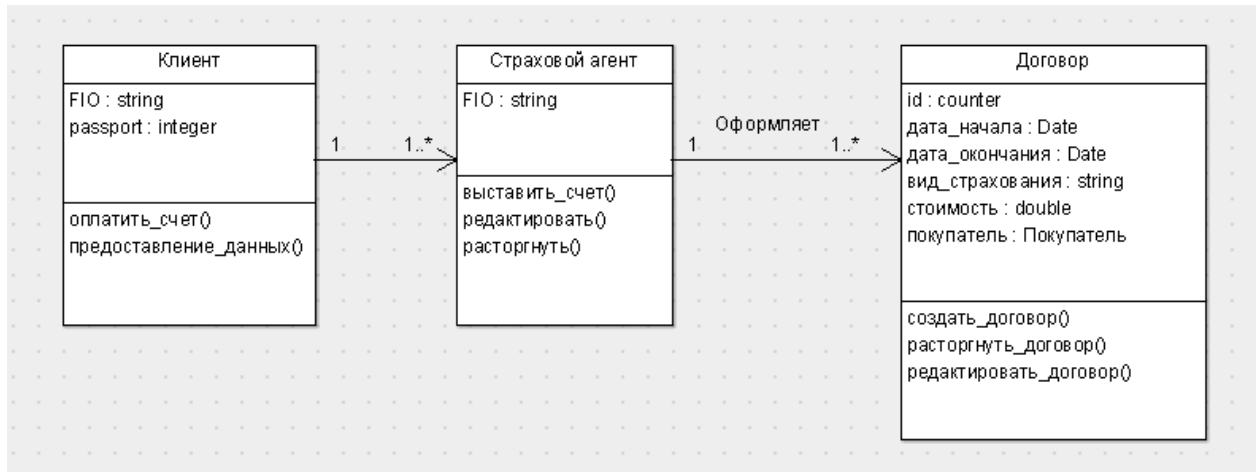 Клиент
FIO : string
passport : integer
оплатить_счет()
предоставление_данных()
1
1..*
Страховой агент
FIO : string
выставить_счет()
редактировать()
расторгнуть()
Оформляет
1
1..*
Договор
id : counter
дата_начала : Date
дата_окончания : Date
вид_страхования : string
стоимость : double
покупатель : Покупатель
создать_договор()
расторгнуть_договор()
редактировать_договор()